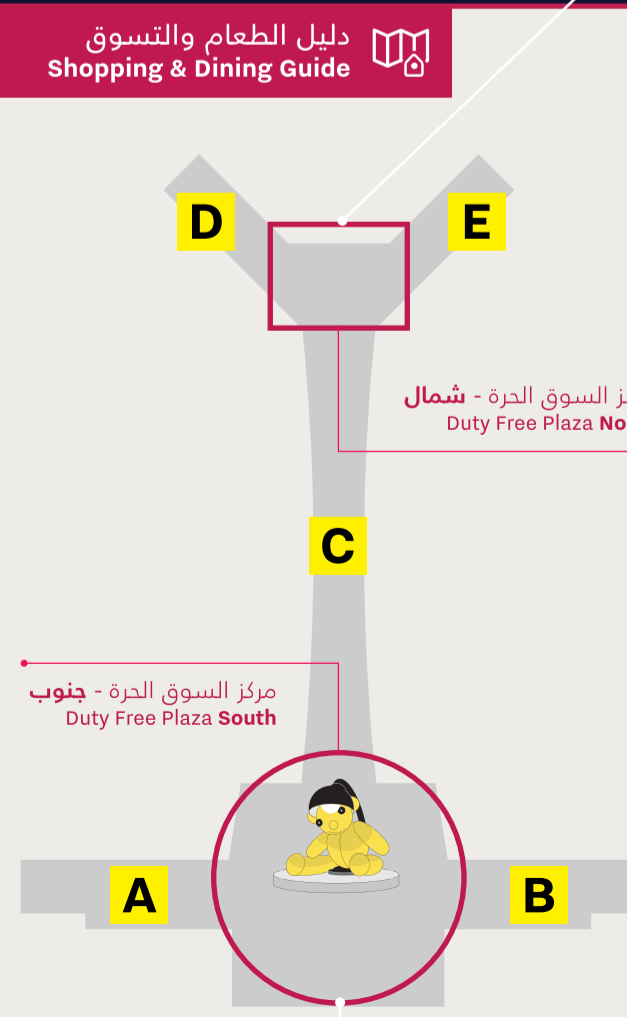 دليل الطعام والتسوق
Shopping & Dining Guide
D
E
السوق الحرة - شمال
Duty Free Plaza
C
مركز السوق الحرة - جنوب
Duty Free Plaza South
A
B